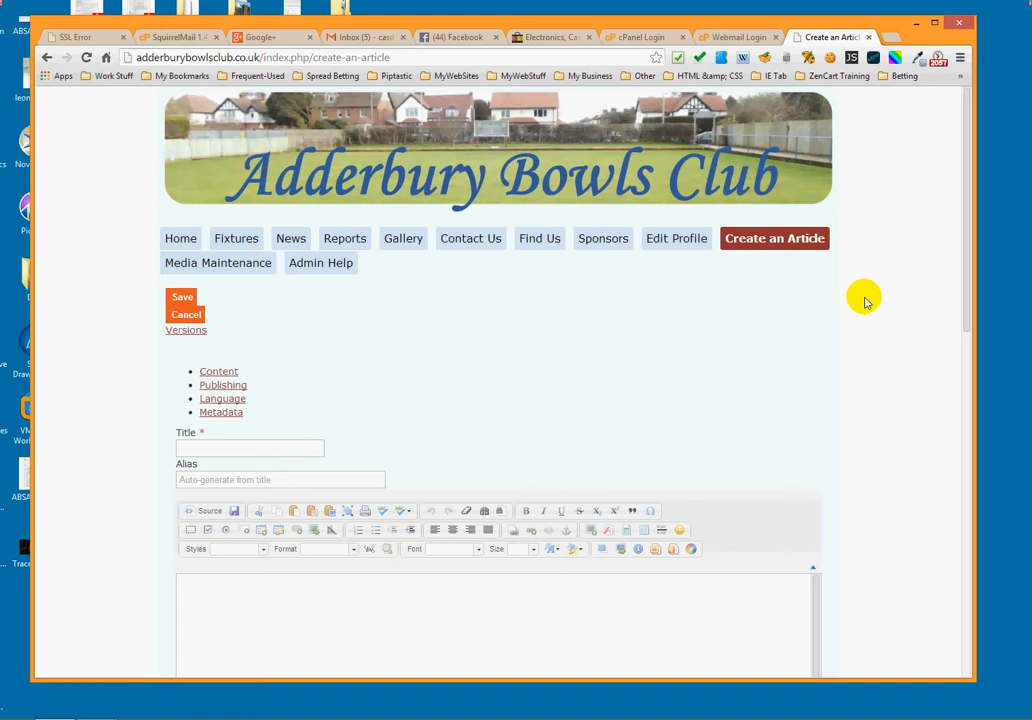 SSL Error
SquirrelMail 1.4
Google+
Inbox (5) - casd
(44) Facebook
Electronics, Car
cPanel Login
Webmail Login
Create an Articl
adderburybowlsclub.co.uk/index.php/create-an-article
2057
Apps
Work Stuff
My Bookmarks
Frequent-Used
Spread Betting
Piptastic
MyWebSites
MyWebStuff
My Business
Other
HTML &amp; CSS
IE Tab
ZenCart Training
Betting
Adderbury Bowls Club
Home
Fixtures
News
Reports
Gallery
Contact Us
Find Us
Sponsors
Edit Profile
Create an Article
Media Maintenance
Admin Help
Save
Cancel
Versions
Content
Publishing
Language
Metadata
Title *
Alias
Auto-generate from title
Source
Styles
Format
Font
Size